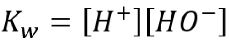 K_w = [H⁺][HO⁻]